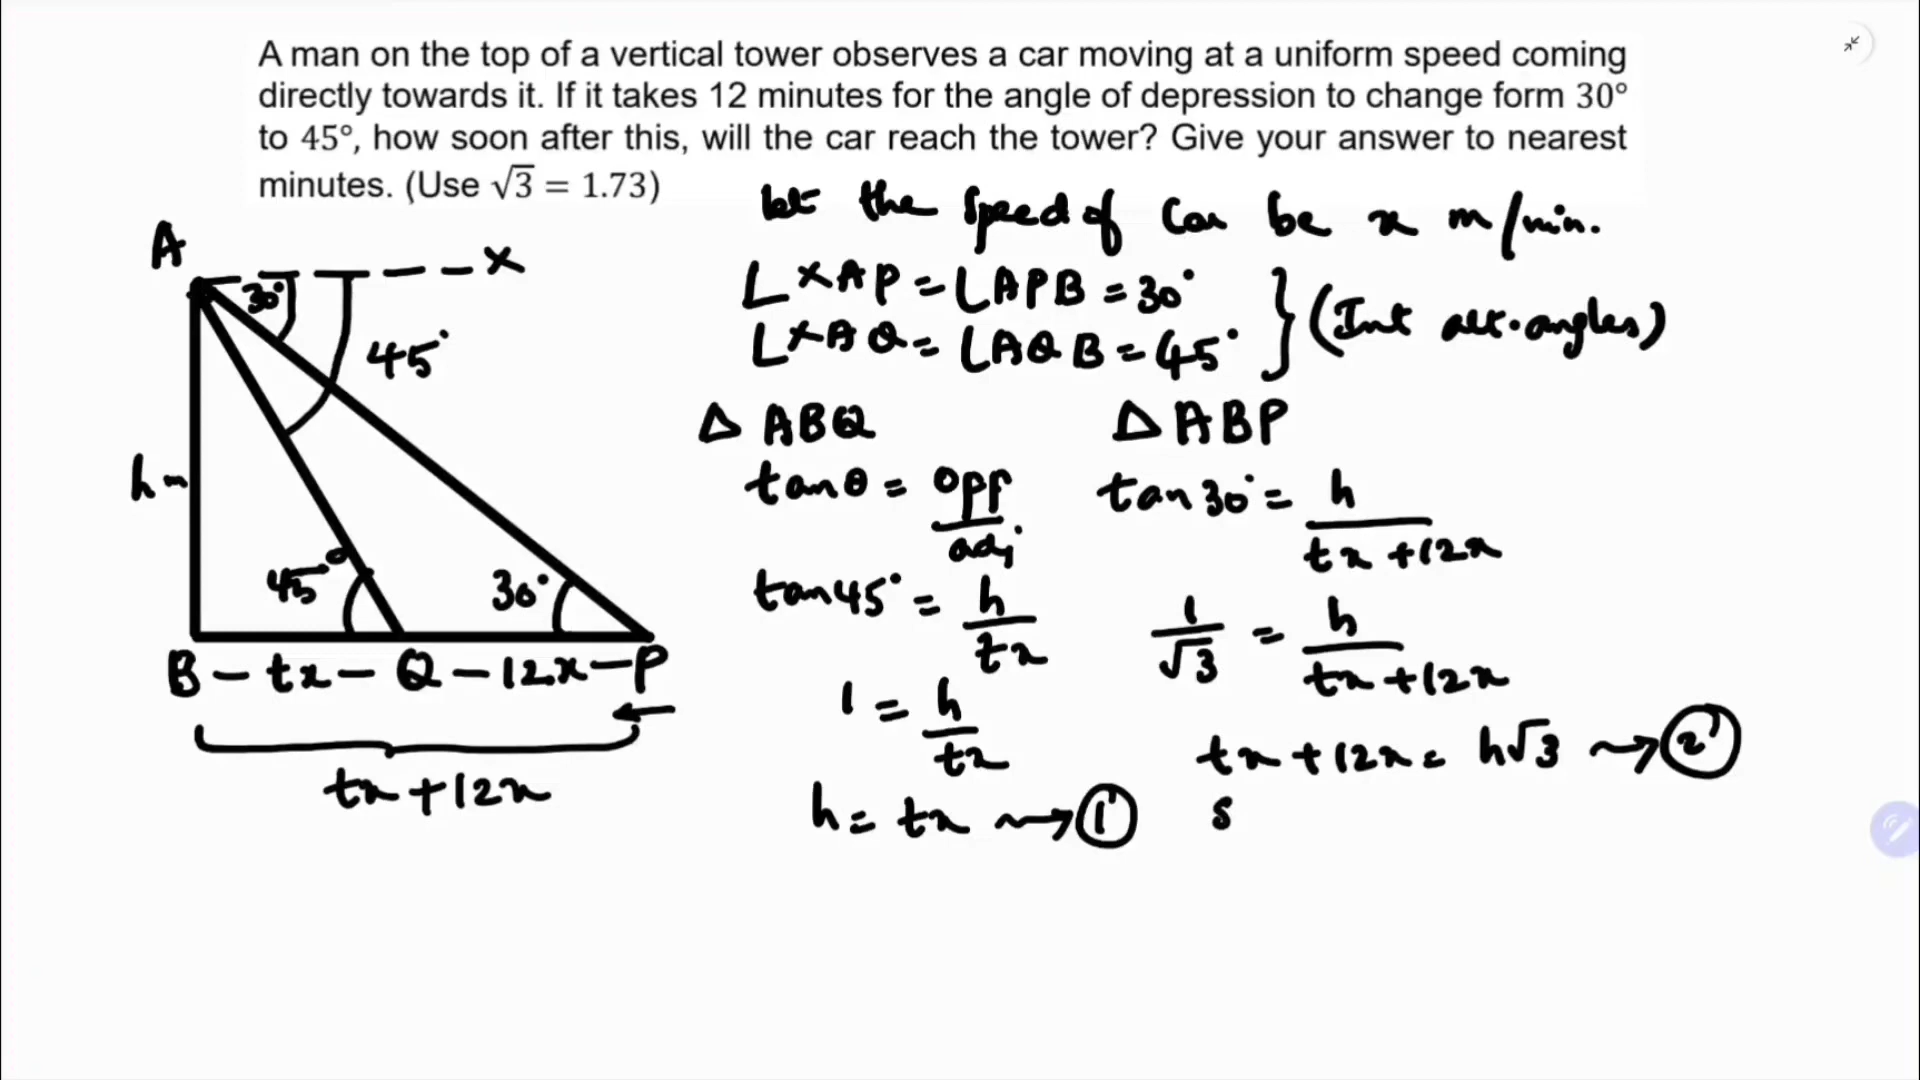 A man on the top of a vertical tower observes a car moving at a uniform speed coming
directly towards it. If it takes 12 minutes for the angle of depression to change form 30°
to 45°, how soon after this, will the car reach the tower? Give your answer to nearest
minutes. (Use √3 = 1.73)
let the speed of car be x m/min.
A
x
30°
45°
h m
45°
30°
B – tx – Q – 12x – P
tx + 12x
∠XAP = ∠APB = 30°
∠XAQ = ∠AQB = 45°
} (Int alt. angles)
Δ ABQ
tanθ = opp/adj
tan45° = h/tx
1 = h/tx
h = tx → ①
Δ ABP
tan30° = h/tx + 12x
1/√3 = h/tx + 12x
tx + 12x = h√3 → ②
s